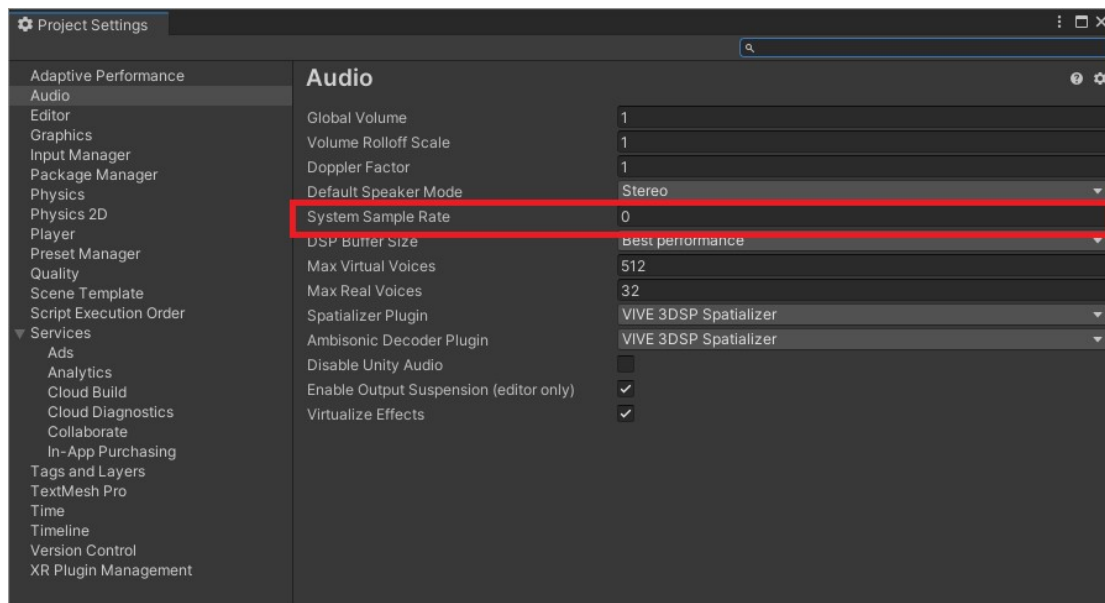 Project Settings
Adaptive Performance
Audio
Editor
Graphics
Input Manager
Package Manager
Physics
Physics 2D
Player
Preset Manager
Quality
Scene Template
Script Execution Order
Services
Ads
Analytics
Cloud Build
Cloud Diagnostics
Collaborate
In-App Purchasing
Tags and Layers
TextMesh Pro
Time
Timeline
Version Control
XR Plugin Management
Audio
Global Volume 1
Volume Rolloff Scale 1
Doppler Factor 1
Default Speaker Mode Stereo
System Sample Rate 0
DSP Buffer Size Best performance
Max Virtual Voices 512
Max Real Voices 32
Spatializer Plugin VIVE 3DSP Spatializer
Ambisonic Decoder Plugin VIVE 3DSP Spatializer
Disable Unity Audio
Enable Output Suspension (editor only)
Virtualize Effects